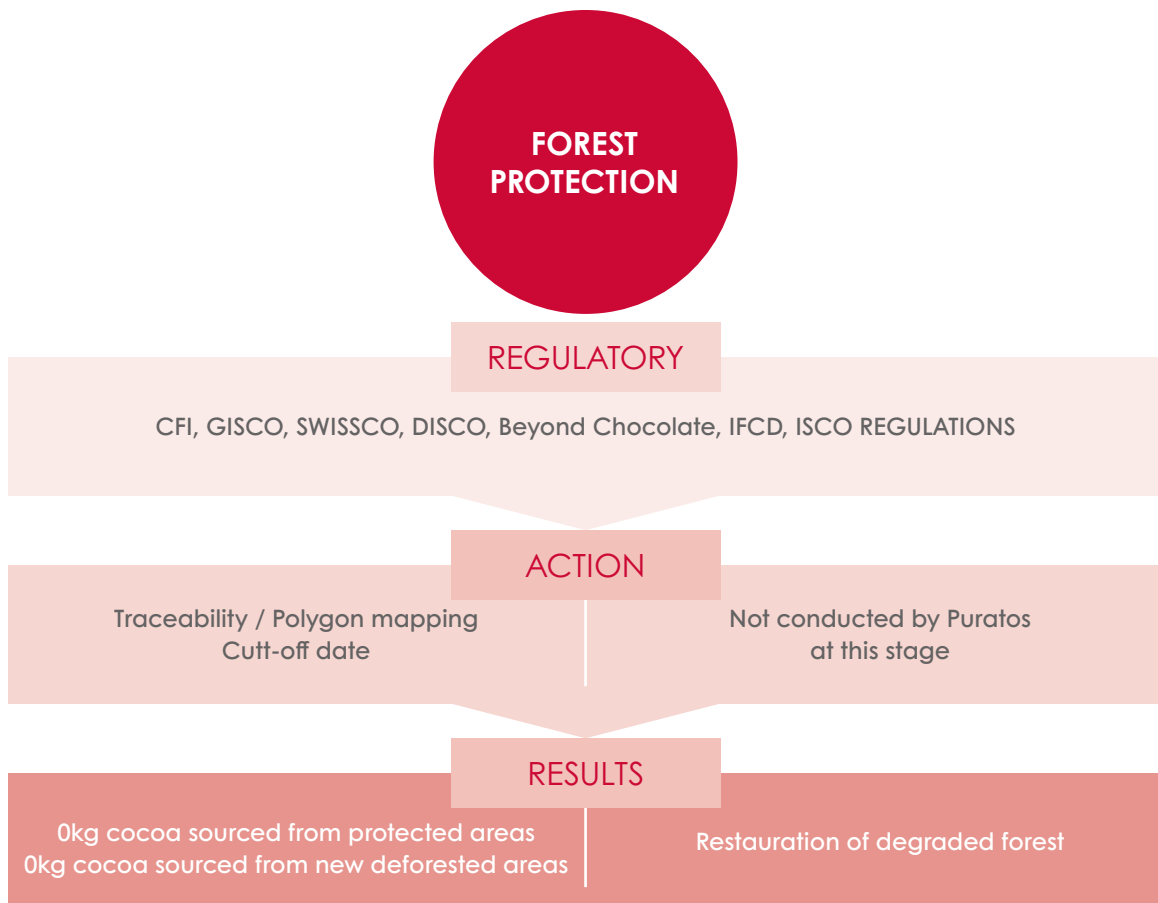 FOREST
PROTECTION
REGULATORY
CFI, GISCO, SWISSCO, DISCO, Beyond Chocolate, IFCD, ISCO REGULATIONS
ACTION
Traceability / Polygon mapping
Cutt-off date
Not conducted by Puratos
at this stage
RESULTS
0kg cocoa sourced from protected areas
0kg cocoa sourced from new deforested areas
Restauration of degraded forest